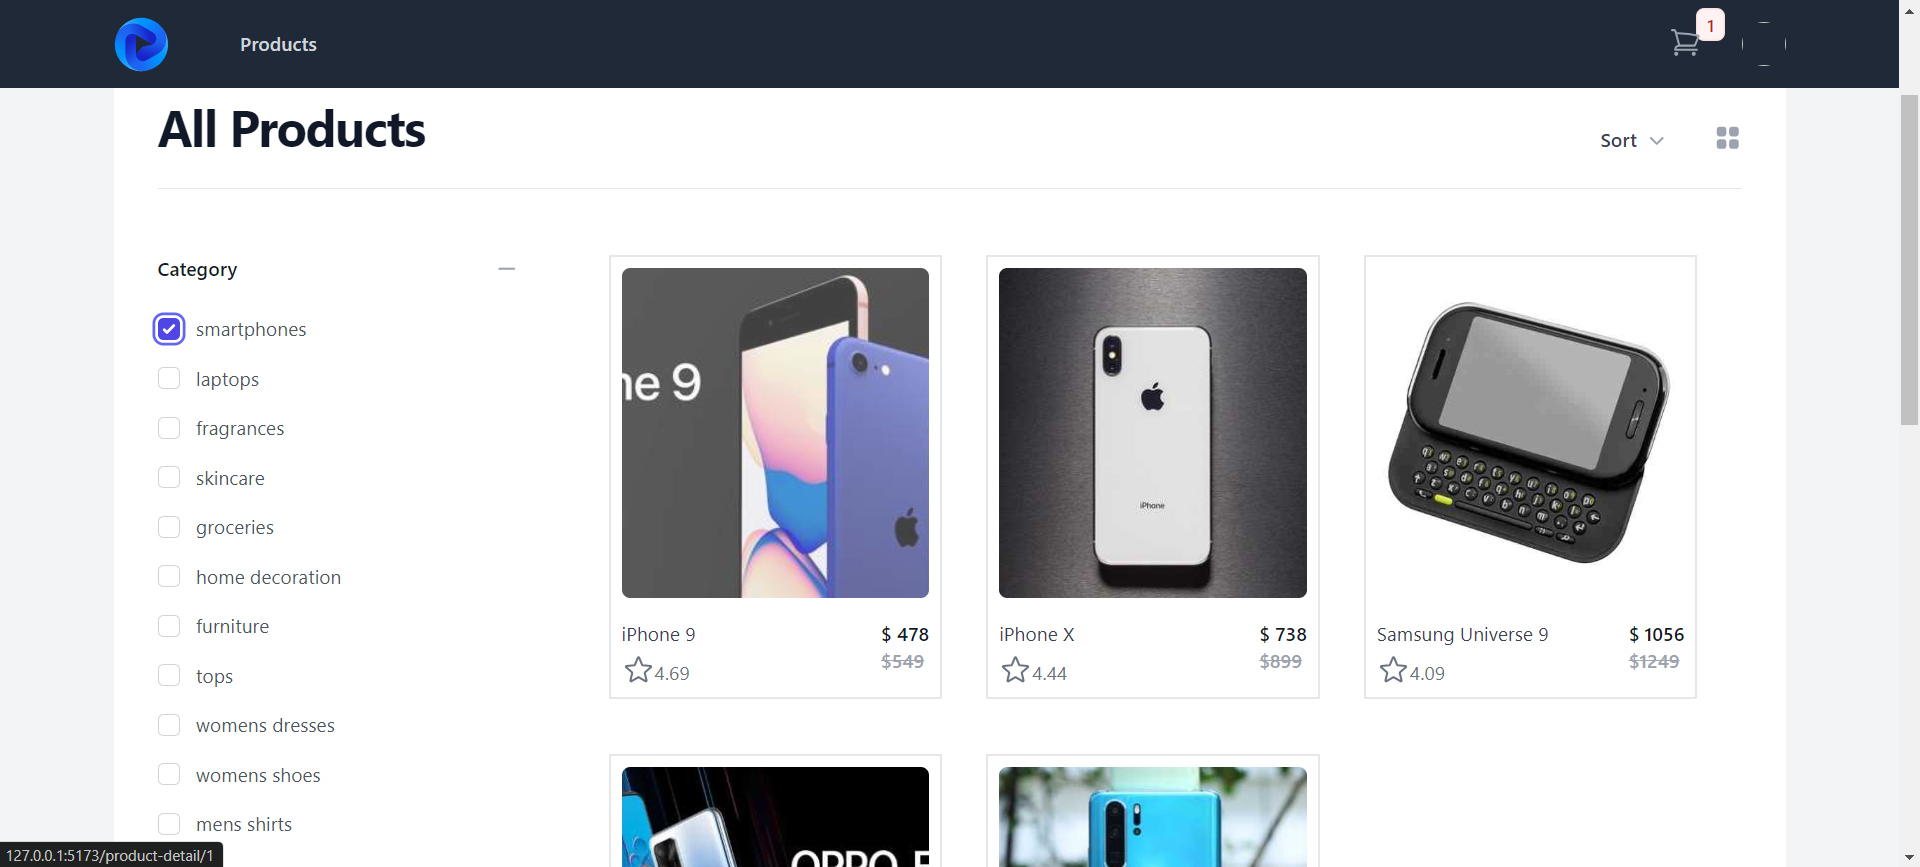 Products
1
All Products
Sort
Category
smartphones
laptops
fragrances
skincare
groceries
home decoration
furniture
tops
womens dresses
womens shoes
mens shirts
ne 9
iPhone
iPhone 9
$ 478
$549
4.69
iPhone X
$ 738
$899
4.44
Samsung Universe 9
$ 1056
$1249
4.09
OPPO F
127.0.0.1:5173/product-detail/1